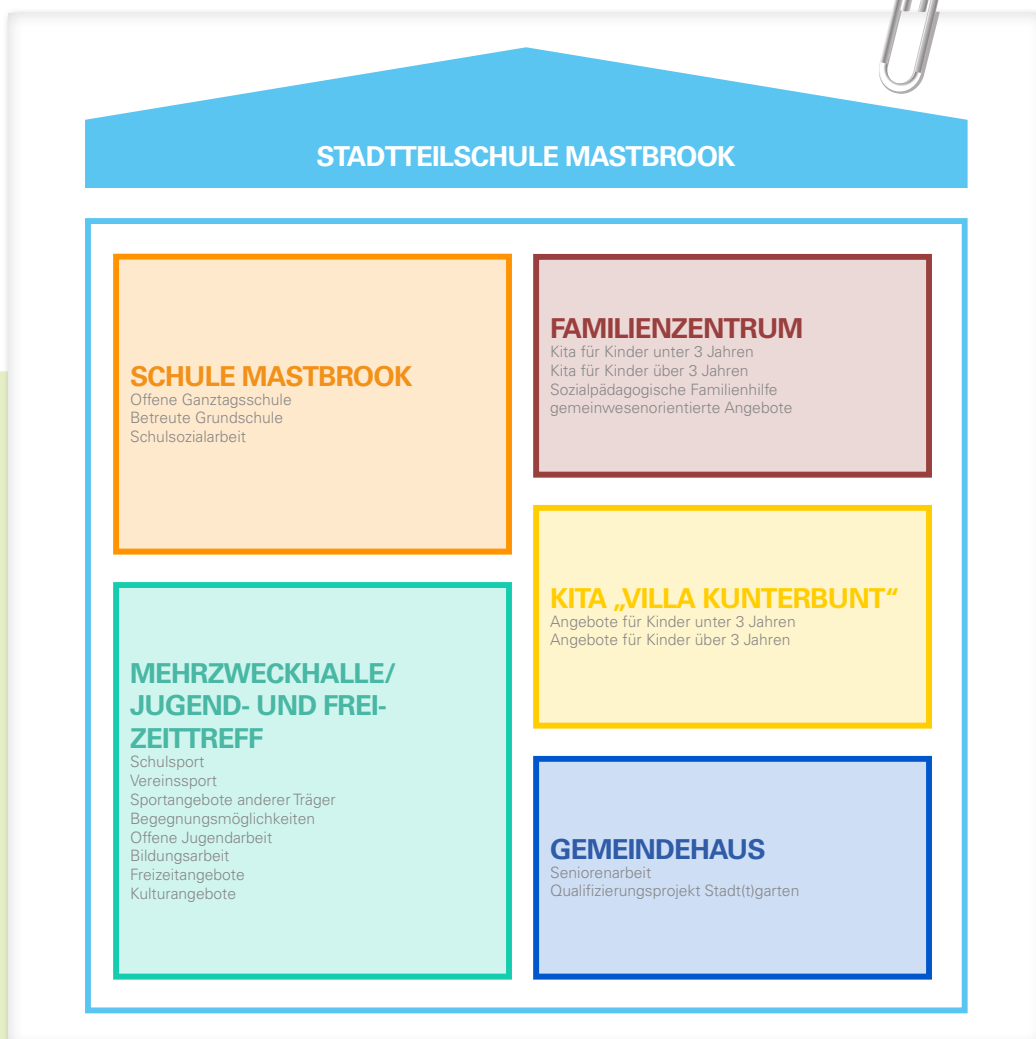 STADTTEILSCHULE MASTBROOK
SCHULE MASTBROOK
Offene Ganztagsschule
Betreute Grundschule
Schulsozialarbeit
MEHRZWECKHALLE/
JUGEND- UND FREI-
ZEITTREFF
Schulsport
Vereinssport
Sportangebote anderer Träger
Begegnungsmöglichkeiten
Offene Jugendarbeit
Bildungsarbeit
Freizeitangebote
Kulturangebote
FAMILIENZENTRUM
Kita für Kinder unter 3 Jahren
Kita für Kinder über 3 Jahren
Sozialpädagogische Familienhilfe
gemeinwesenorientierte Angebote
KITA „VILLA KUNTERBUNT“
Angebote für Kinder unter 3 Jahren
Angebote für Kinder über 3 Jahren
GEMEINDEHAUS
Seniorenarbeit
Qualifizierungsprojekt Stadt(t)garten